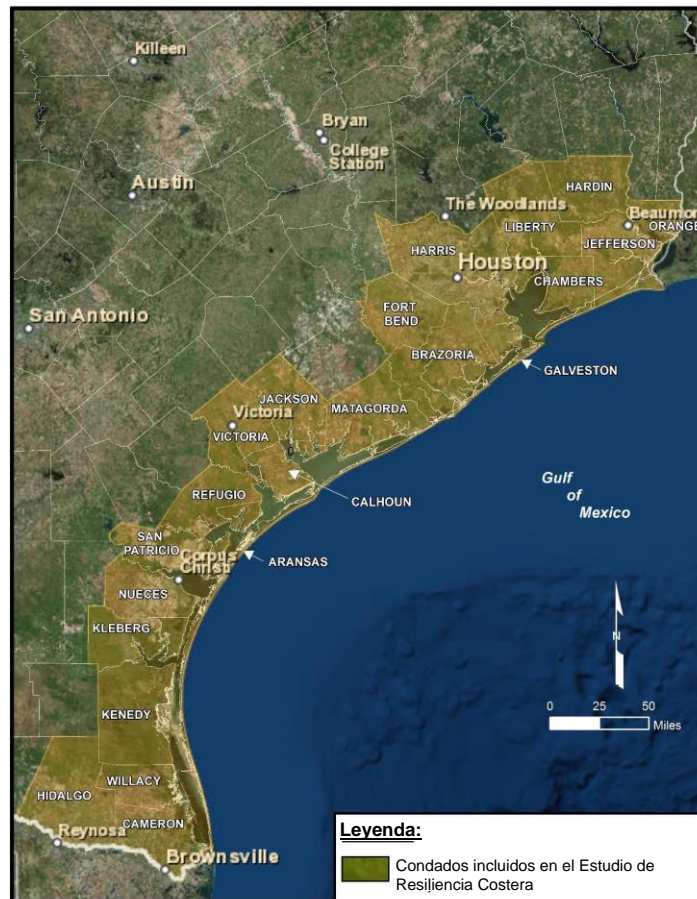 Killeen
Bryan
College
Station
Austin
The Woodlands
HARDIN
LIBERTY
Beaumon
ORANGE
JEFFERSON
HARRIS
Houston
CHAMBERS
San Antonio
FORT
BEND
BRAZORIA
GALVESTON
JACKSON
MATAGORDA
Victoria
VICTORIA
CALHOUN
REFUGIO
Gulf
of
Mexico
SAN
PATRICIO
Corpus
Christi
ARANSAS
NUECES
KLEBERG
N
KENEDY
0 25 50
Miles
WILLACY
HIDALGO
CAMERON
Reynosa
Brownsville
Leyenda:
Condados incluidos en el Estudio de
Resiliencia Costera